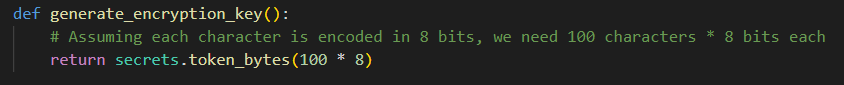 def generate_encryption_key():
    # Assuming each character is encoded in 8 bits, we need 100 characters * 8 bits each
    return secrets.token_bytes(100 * 8)